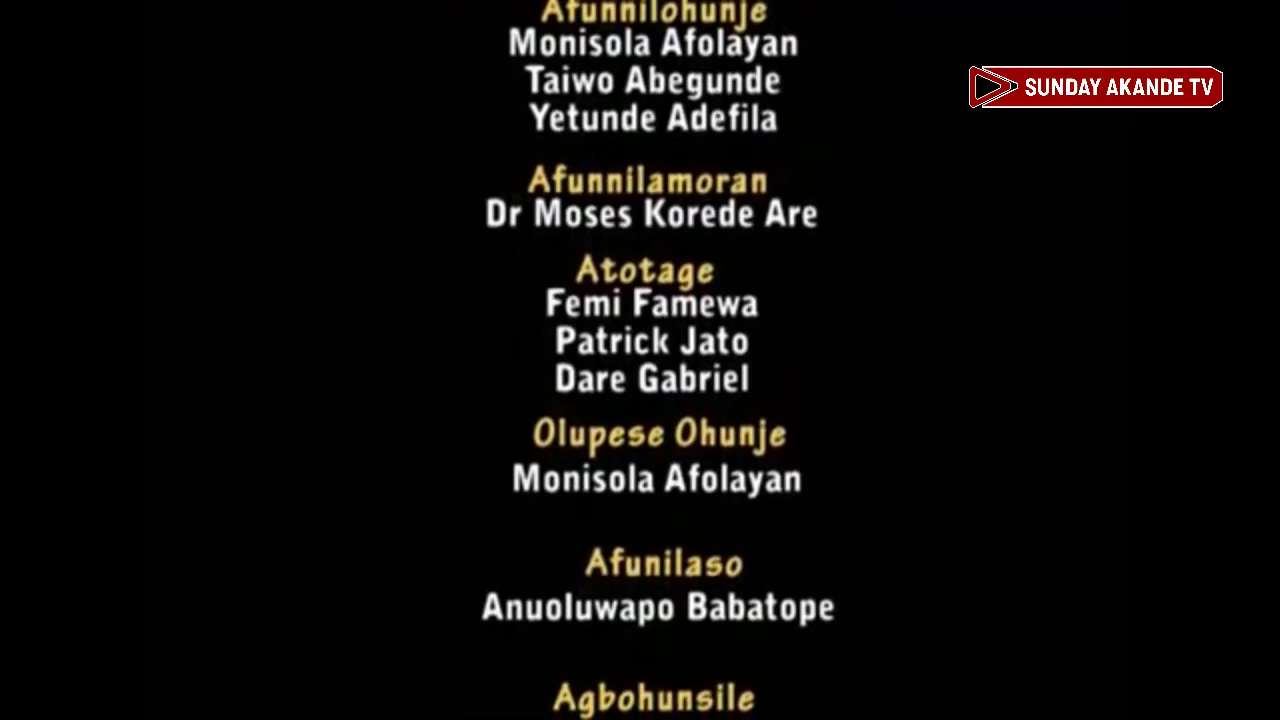 Afunnilohunje
Monisola Afolayan
Taiwo Abegunde
Yetunde Adefila
SUNDAY AKANDE TV
Afunnilamoran
Dr Moses Korede Are
Atotage
Femi Famewa
Patrick Jato
Dare Gabriel
Olupese Ohunje
Monisola Afolayan
Afunilaso
Anuoluwapo Babatope
Agbohunsile